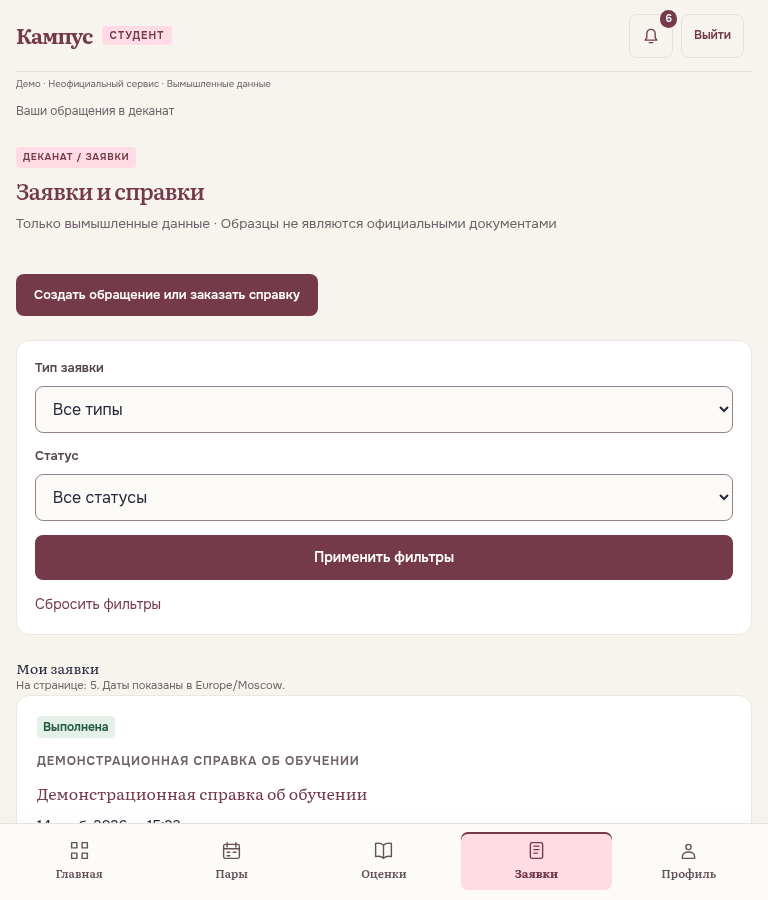 Кампус
СТУДЕНТ
6
Выйти
Демо · Неофициальный сервис · Вымышленные данные
Ваши обращения в деканат
ДЕКАНАТ / ЗАЯВКИ
Заявки и справки
Только вымышленные данные · Образцы не являются официальными документами
Создать обращение или заказать справку
Тип заявки
Все типы
Статус
Все статусы
Применить фильтры
Сбросить фильтры
Мои заявки
На странице: 5. Даты показаны в Europe/Moscow.
Выполнена
ДЕМОНСТРАЦИОННАЯ СПРАВКА ОБ ОБУЧЕНИИ
Демонстрационная справка об обучении
Главная
Пары
Оценки
Заявки
Профиль